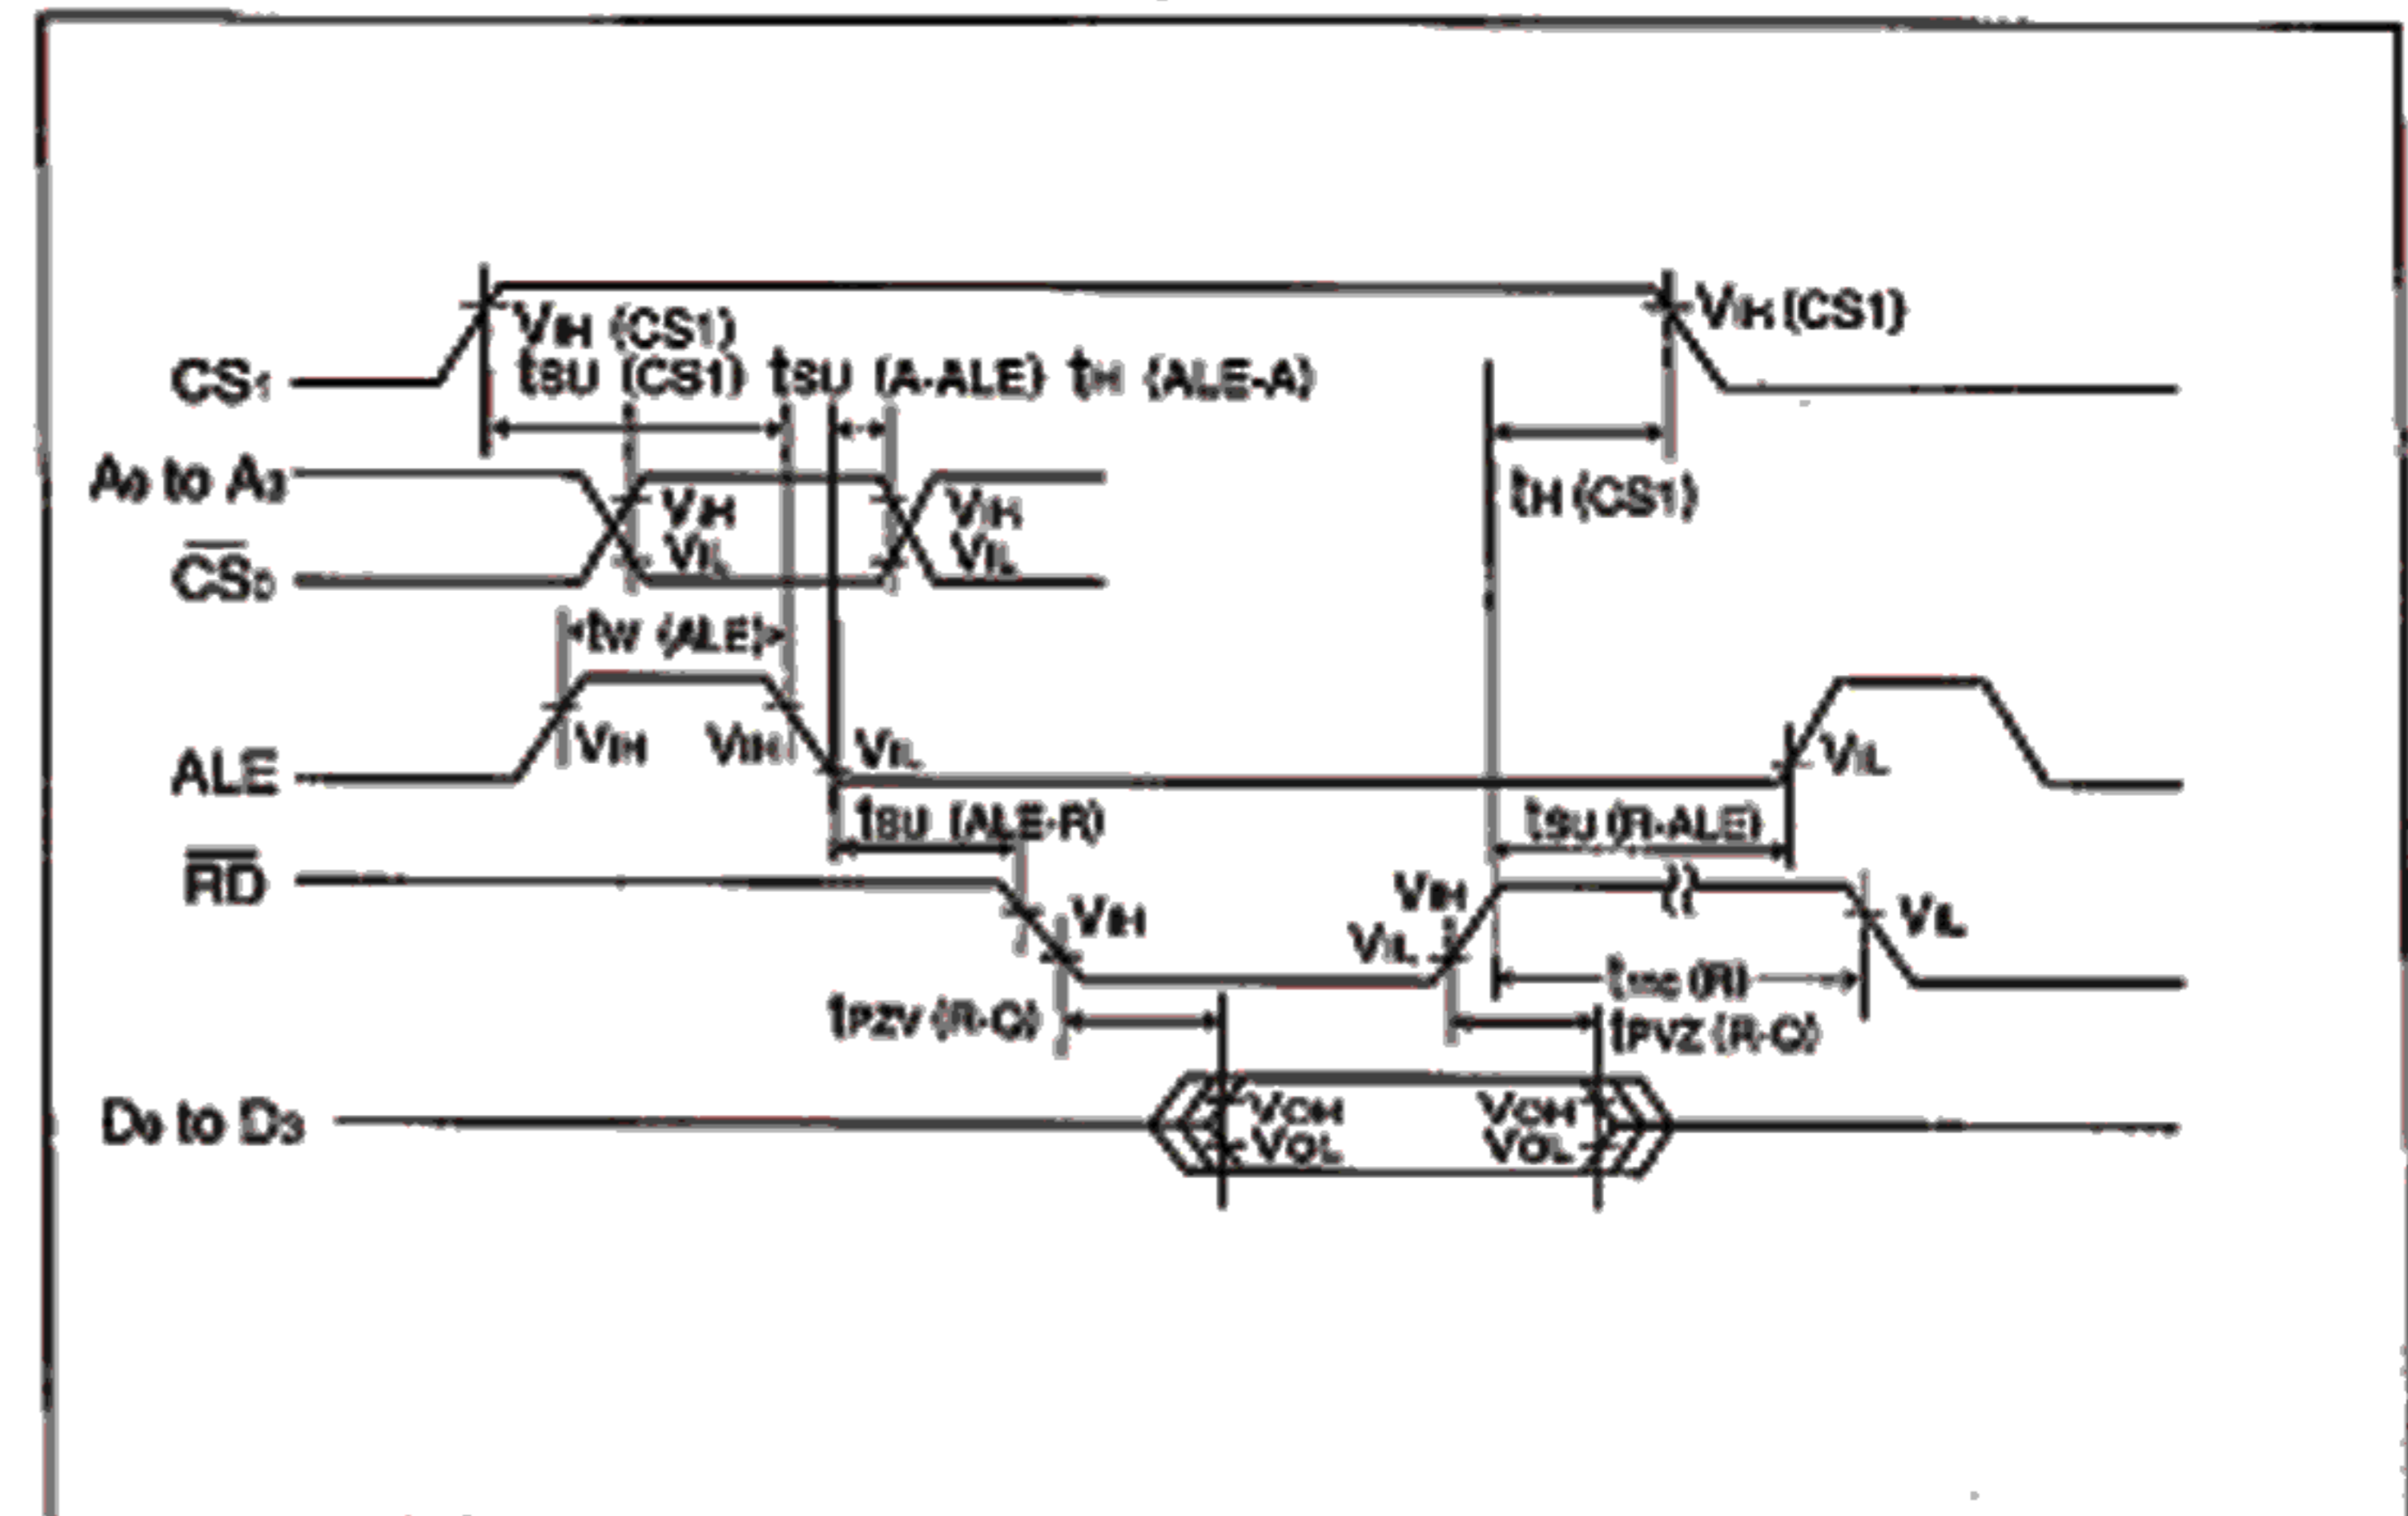 VIH (CS1)
VIH (CS1)
CS1
tSU (CS1) tSU (A-ALE) tH (ALE-A)
A0 to A3
tH (CS1)
VIH
VIH
VIL
VIL
CS0
tW (ALE)
VIH
VIH
VIL
VIL
ALE
tSU (ALE-R)
tSU (R-ALE)
RD
VIH
VIH
VIL
VIL
trec (R)
tPZV (R-Q)
tPVZ (R-Q)
D0 to D3
VOH
VOH
VOL
VOL